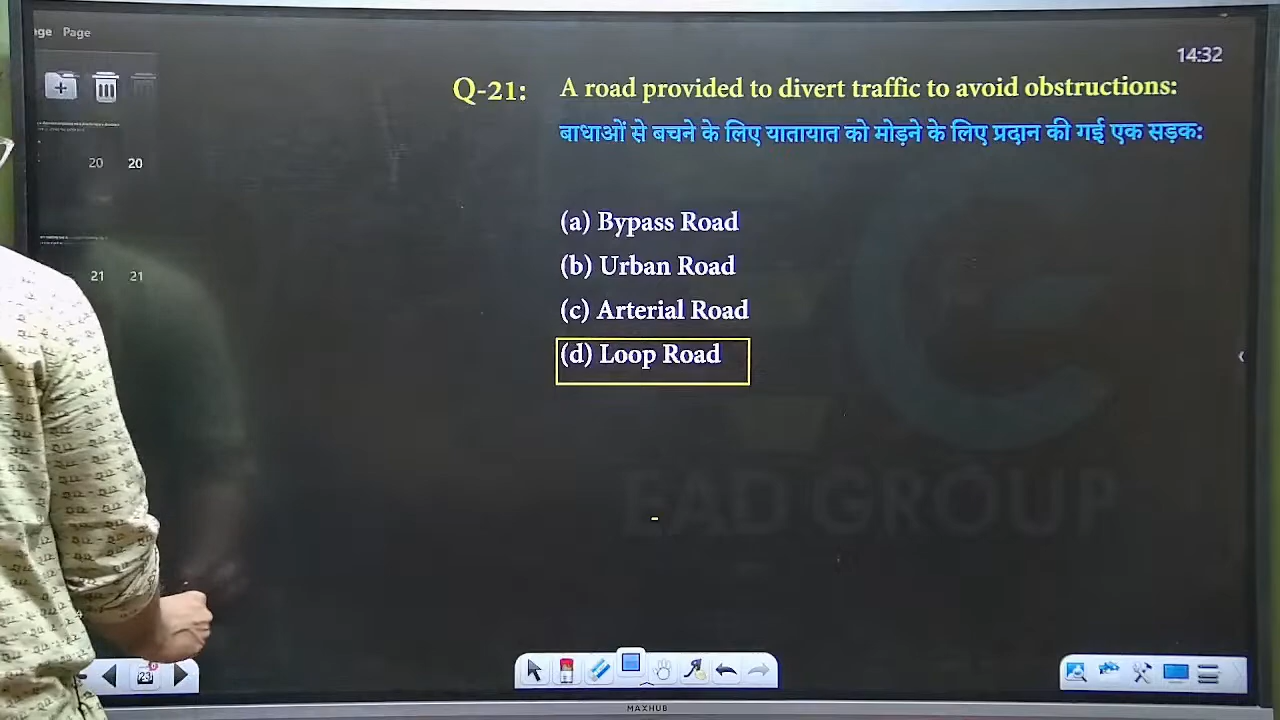 Page
14:32
Q-21: A road provided to divert traffic to avoid obstructions:
बाधाओं से बचने के लिए यातायात को मोड़ने के लिए प्रदान की गई एक सड़क:
20 20
(a) Bypass Road
(b) Urban Road
21 21
(c) Arterial Road
(d) Loop Road
EAD GROUP
23
MAXHUB